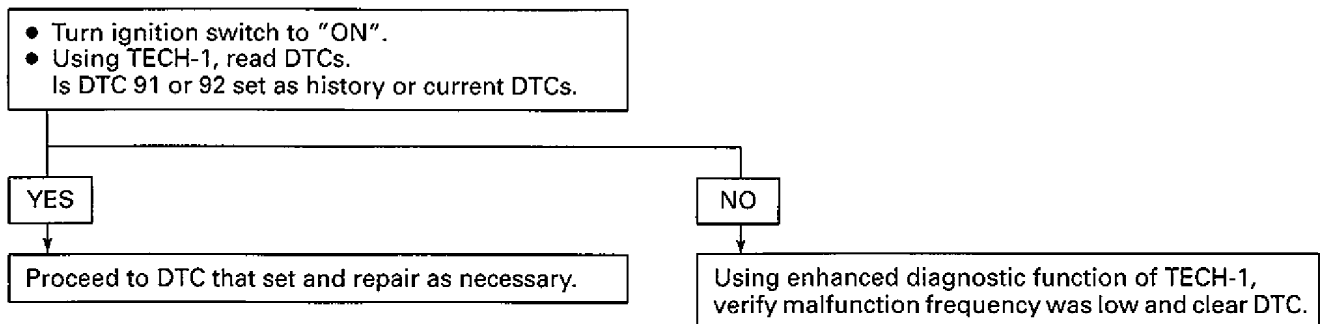 ● Turn ignition switch to "ON".
● Using TECH-1, read DTCs.
Is DTC 91 or 92 set as history or current DTCs.
YES
NO
Proceed to DTC that set and repair as necessary.
Using enhanced diagnostic function of TECH-1,
verify malfunction frequency was low and clear DTC.